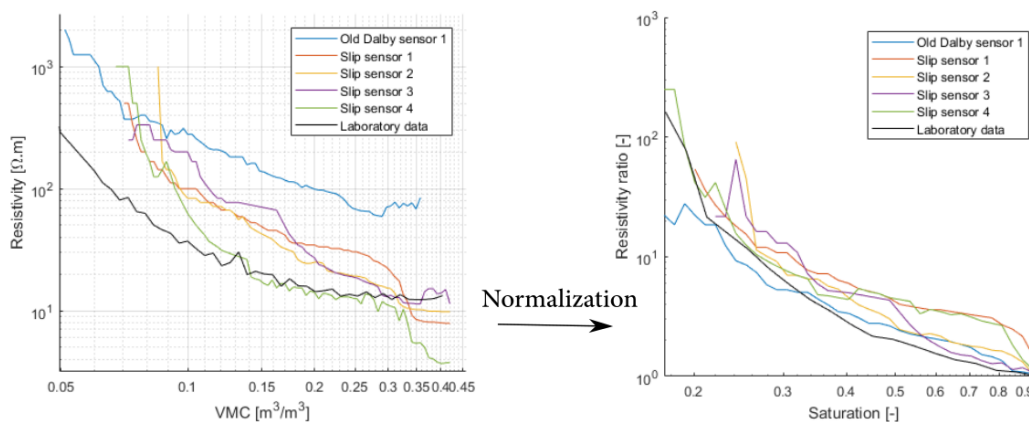 Resistivity [Ω.m]
10³
10²
10¹
Old Dalby sensor 1
Slip sensor 1
Slip sensor 2
Slip sensor 3
Slip sensor 4
Laboratory data
0.05 0.1 0.15 0.2 0.25 0.3 0.35 0.40 0.45
VMC [m³/m³]
Normalization
Resistivity ratio [-]
10³
10²
10¹
10⁰
Old Dalby sensor 1
Slip sensor 1
Slip sensor 2
Slip sensor 3
Slip sensor 4
Laboratory data
0.2 0.3 0.4 0.5 0.6 0.7 0.8
Saturation [-]